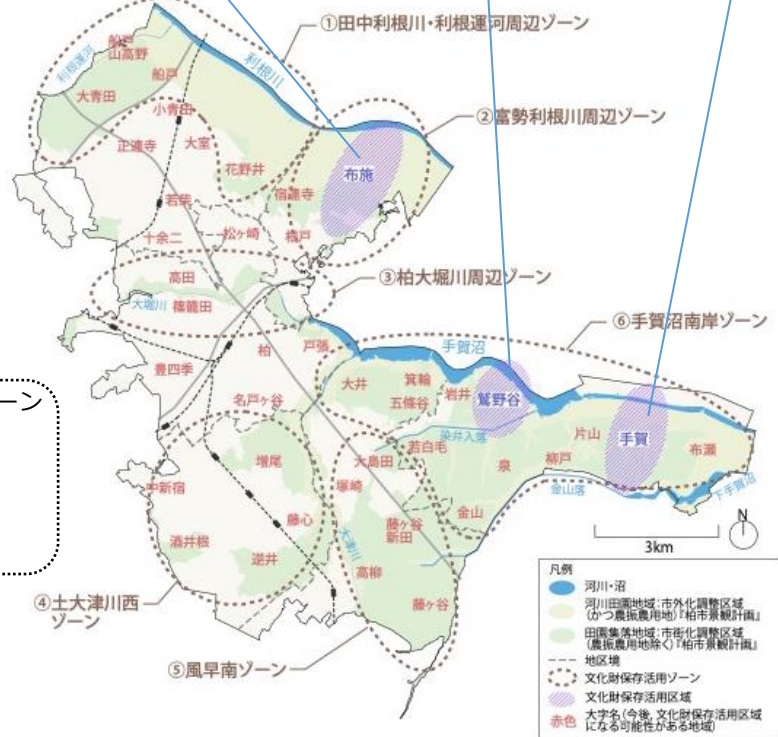 ①田中利根川・利根運河周辺ゾーン
船戸
山高野
利根運河
船戸
利根川
大青田
小青田
②富勢利根川周辺ゾーン
正連寺
大室
花野井
布施
宿連寺
若柴
十余二
松ヶ崎
根戸
高田
③柏大堀川周辺ゾーン
大堀川
篠籠田
⑥手賀沼南岸ゾーン
柏
戸張
手賀沼
豊四季
大井
箕輪
岩井
鷲野谷
ーン
名戸ヶ谷
五條谷
手賀
染井入落
片山
布瀬
増尾
大島田
若白毛
泉
柳戸
中新宿
塚崎
金山落
下手賀沼
藤心
藤ヶ谷
新田
金山
N
酒井根
逆井
大津川
高柳
3km
④土大津川西
ゾーン
藤ヶ谷
⑤風早南ゾーン
凡例
河川・沼
河川田園地域:市外化調整区域
(かつ農振農用地)『柏市景観計画』
田園集落地域:市街化調整区域
(農振農用地除く)『柏市景観計画』
地区境
文化財保存活用ゾーン
文化財保存活用区域
赤色 大字名(今後、文化財保存活用区域
になる可能性がある地域)